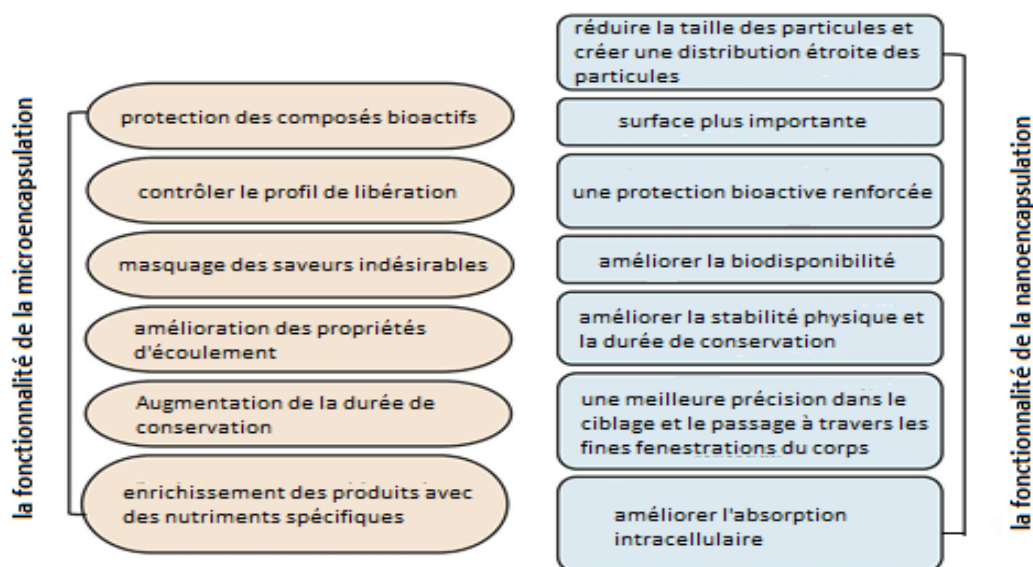 la fonctionnalité de la microencapsulation
protection des composés bioactifs
contrôler le profil de libération
masquage des saveurs indésirables
amélioration des propriétés
d'écoulement
Augmentation de la durée de
conservation
enrichissement des produits avec
des nutriments spécifiques
réduire la taille des particules et
créer une distribution étroite des
particules
surface plus importante
une protection bioactive renforcée
améliorer la biodisponibilité
améliorer la stabilité physique et
la durée de conservation
une meilleure précision dans le
ciblage et le passage à travers les
fines fenestrations du corps
améliorer l'absorption
intracellulaire
la fonctionnalité de la nanoencapsulation